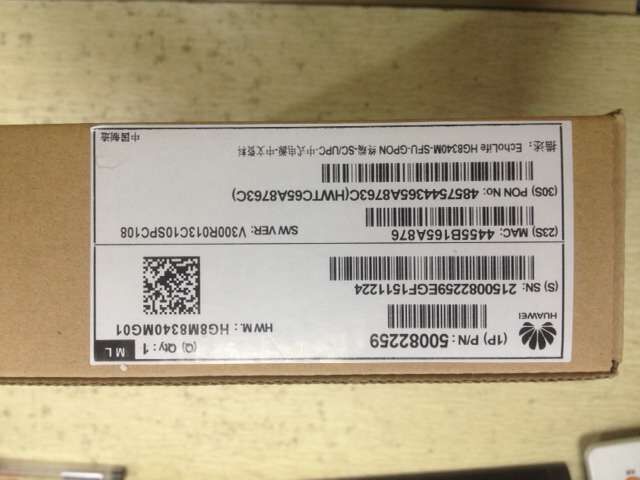 HUAWEI
(1P) P/N: 50082259
(Q) Qty: 1
M L
HW M.: HG8M8340MG01
(S) SN: 2150082259EGF1511224
(23S) MAC: 4455B165A876
S/W VER: V300R013C10SPC108
(30S) PON No: 4857544365A8763C(HWTC65A8763C)
描述: EchoLife HG8340M-SFU-GPON 终端-SC/UPC-中式电源-中文资料
中国制造